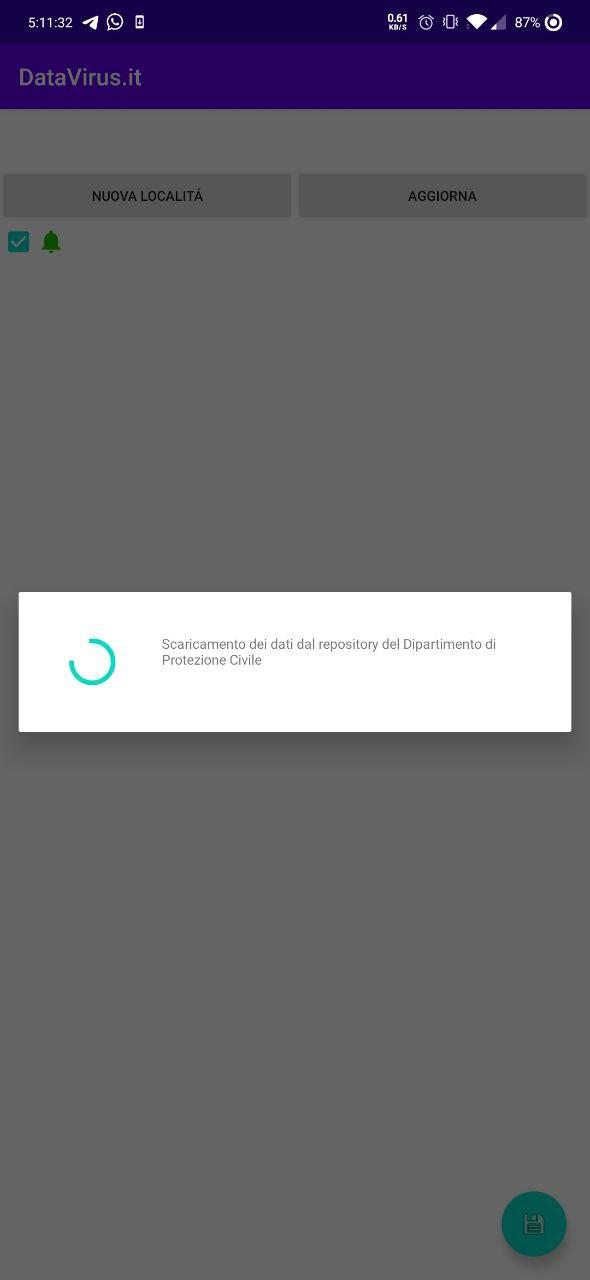 5:11:32
0.61
KB/S
87%
DataVirus.it
NUOVA LOCALITÁ
AGGIORNA
Scaricamento dei dati dal repository del Dipartimento di
Protezione Civile